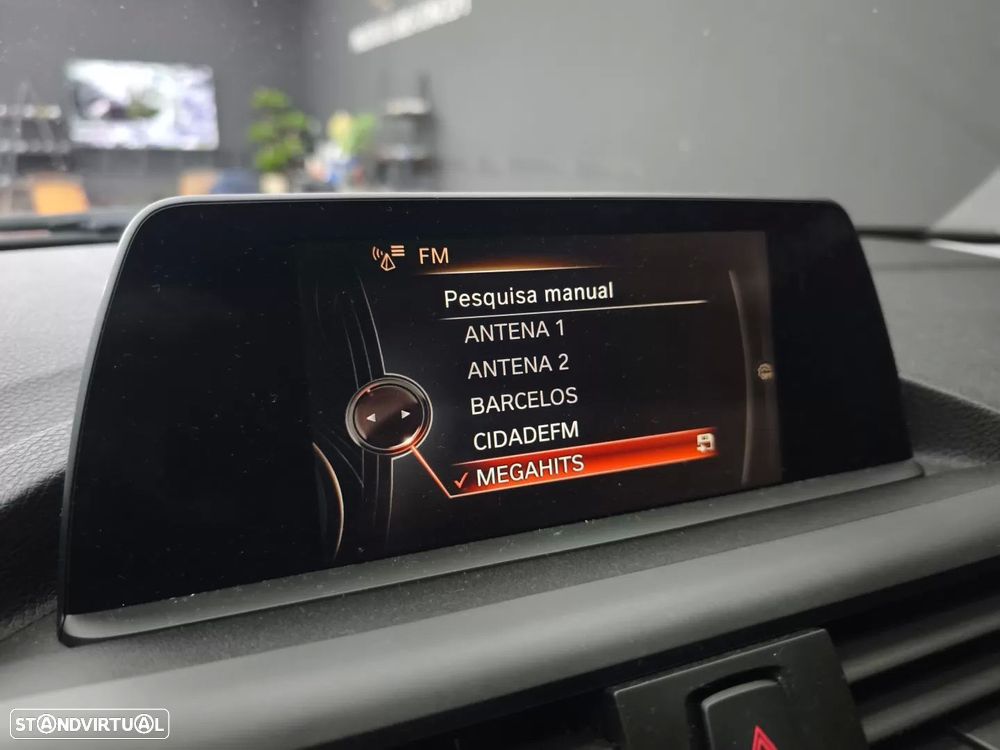 FM
Pesquisa manual
ANTENA 1
ANTENA 2
BARCELOS
CIDADEFM
✓ MEGAHITS
STANDVIRTUAL